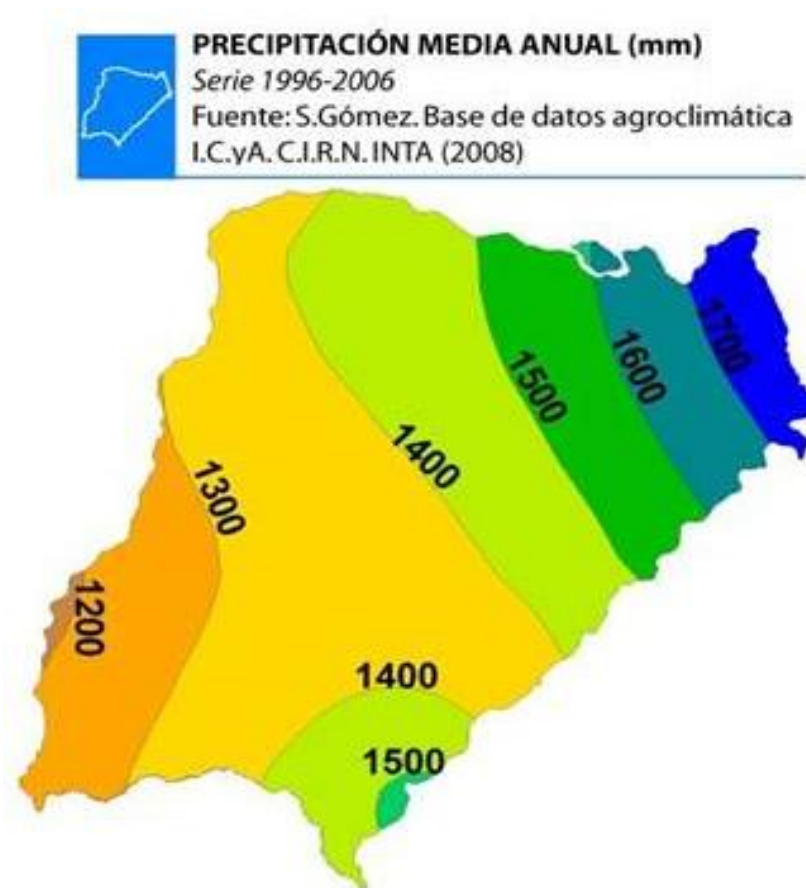 PRECIPITACIÓN MEDIA ANUAL (mm)
Serie 1996-2006
Fuente: S.Gómez. Base de datos agroclimática
I.C.yA. C.I.R.N. INTA (2008)
1700
1600
1500
1400
1300
1200
1400
1500